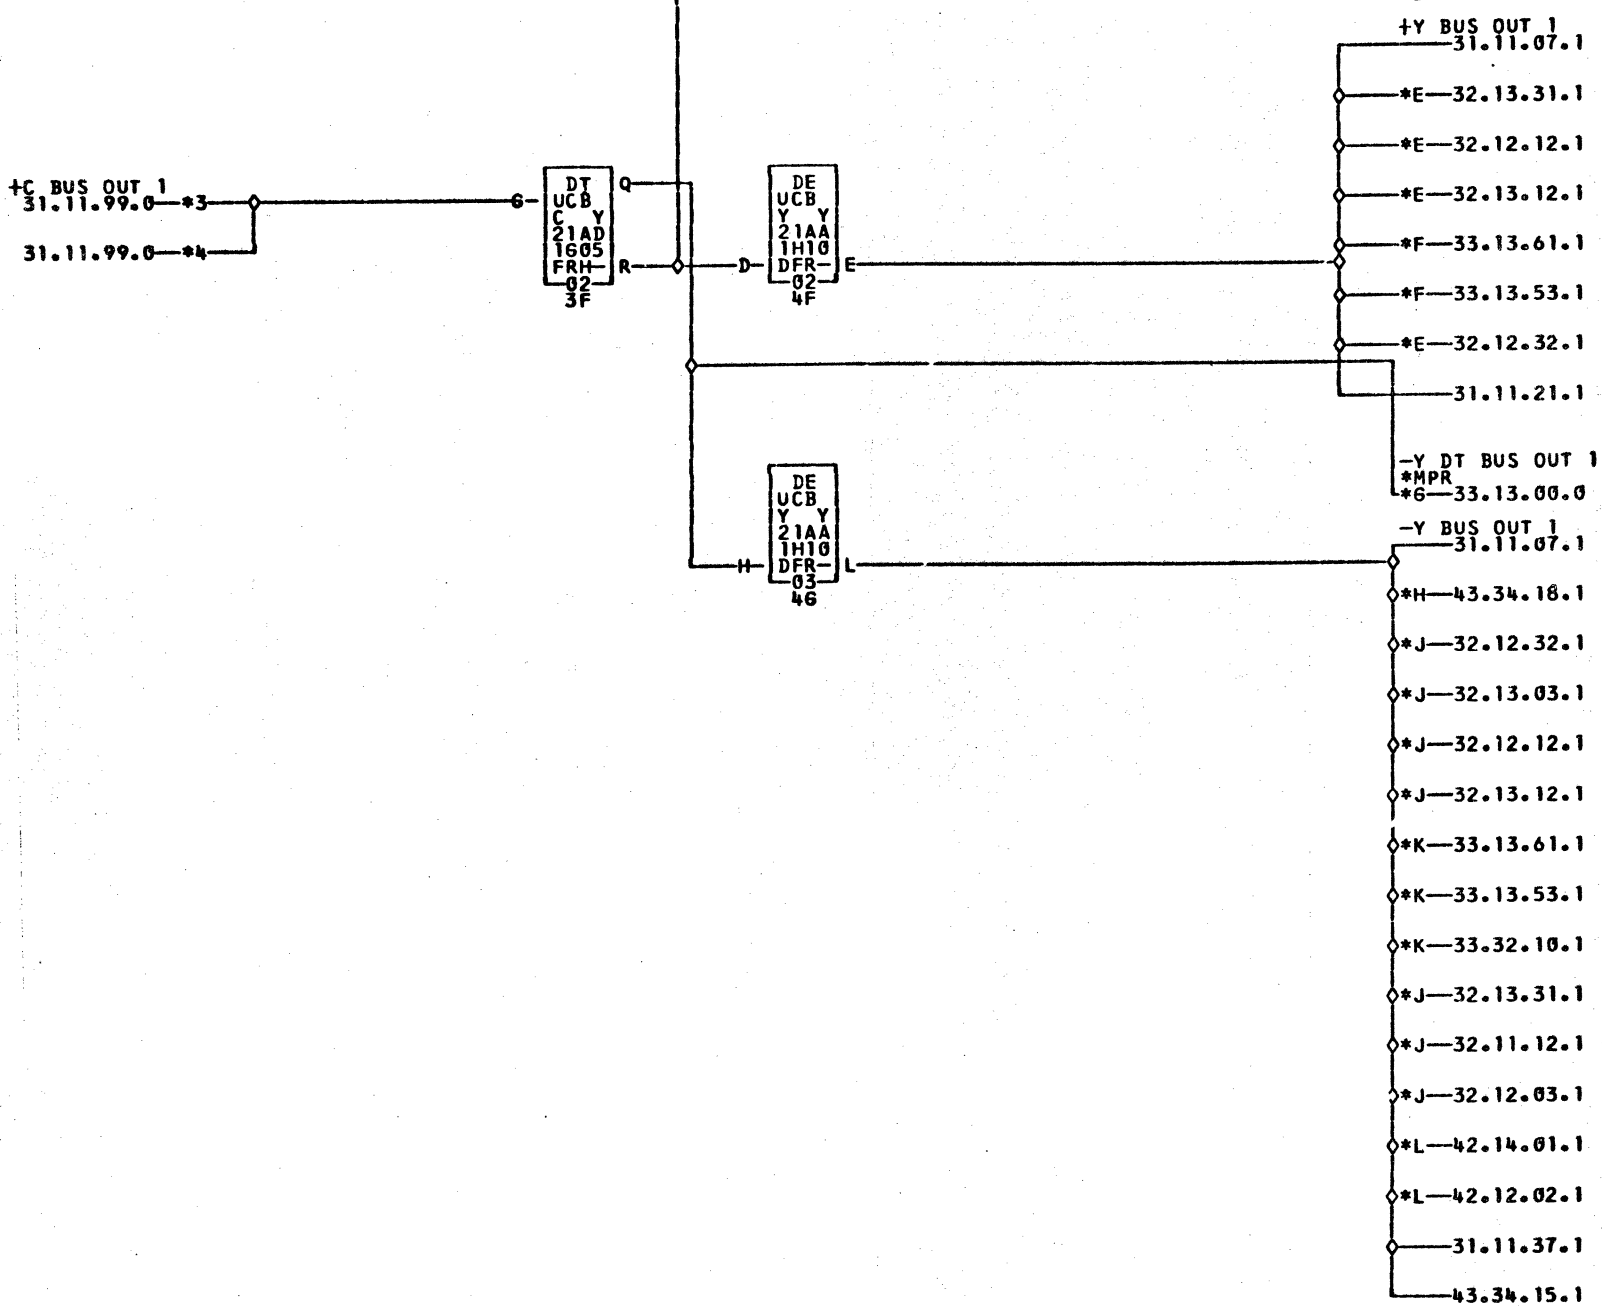 +C BUS OUT 1
31.11.99.0—*3
G
31.11.99.0—*4
DT
UCB
C Y
21AD
1605
FRH
02
3F
Q
R
D
DE
UCB
Y Y
21AA
1H10
DFR
02
4F
E
H
DE
UCB
Y Y
21AA
1H10
DFR
03
4G
L
+Y BUS OUT 1
31.11.07.1
*E—32.13.31.1
*E—32.12.12.1
*E—32.13.12.1
*F—33.13.61.1
*F—33.13.53.1
*E—32.12.32.1
31.11.21.1
-Y DT BUS OUT 1
*MPR
*6—33.13.00.0
-Y BUS OUT 1
31.11.07.1
*H—43.34.18.1
*J—32.12.32.1
*J—32.13.03.1
*J—32.12.12.1
*J—32.13.12.1
*K—33.13.61.1
*K—33.13.53.1
*K—33.32.10.1
*J—32.13.31.1
*J—32.11.12.1
*J—32.12.03.1
*L—42.14.01.1
*L—42.12.02.1
31.11.37.1
43.34.15.1